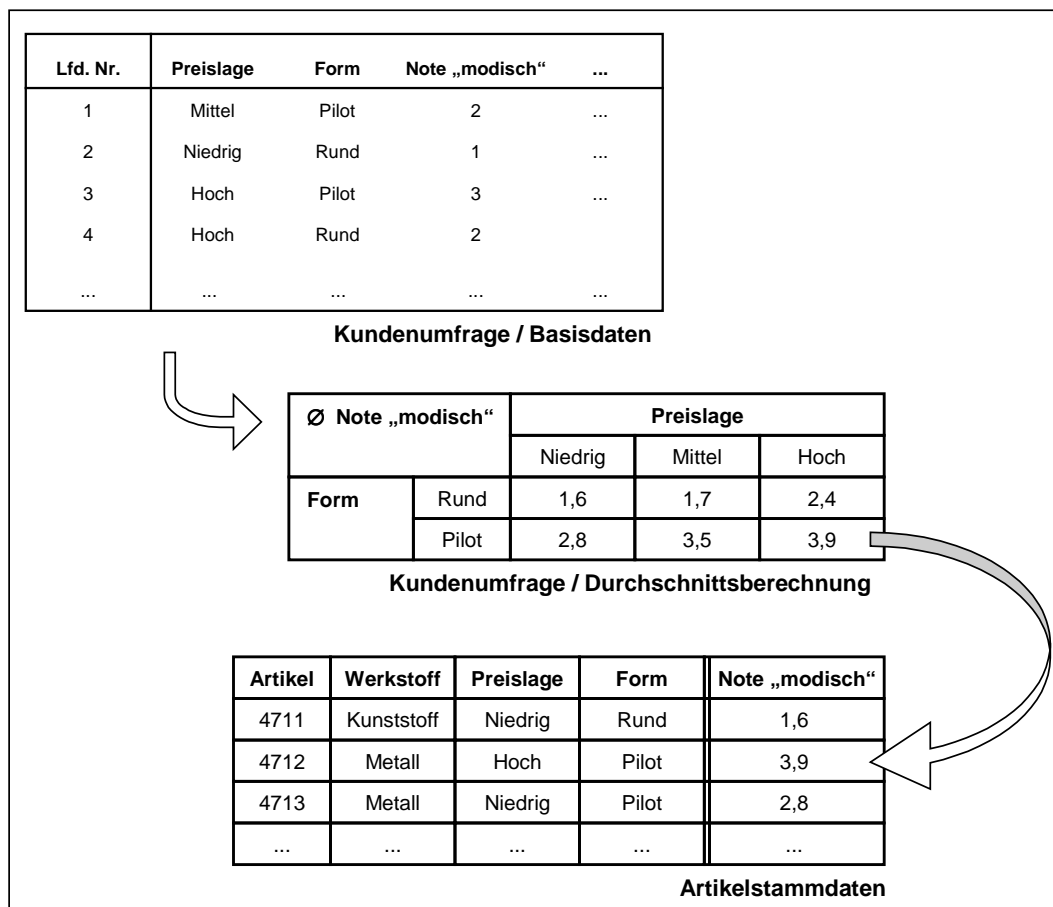 Lfd. Nr. Preislage Form Note „modisch“ ...
1 Mittel Pilot 2 ...
2 Niedrig Rund 1 ...
3 Hoch Pilot 3 ...
4 Hoch Rund 2
... ... ... ... ...
Kundenumfrage / Basisdaten
Ø Note „modisch“ Preislage
Niedrig Mittel Hoch
Form Rund 1,6 1,7 2,4
Pilot 2,8 3,5 3,9
Kundenumfrage / Durchschnittsberechnung
Artikel Werkstoff Preislage Form Note „modisch“
4711 Kunststoff Niedrig Rund 1,6
4712 Metall Hoch Pilot 3,9
4713 Metall Niedrig Pilot 2,8
... ... ... ... ...
Artikelstammdaten